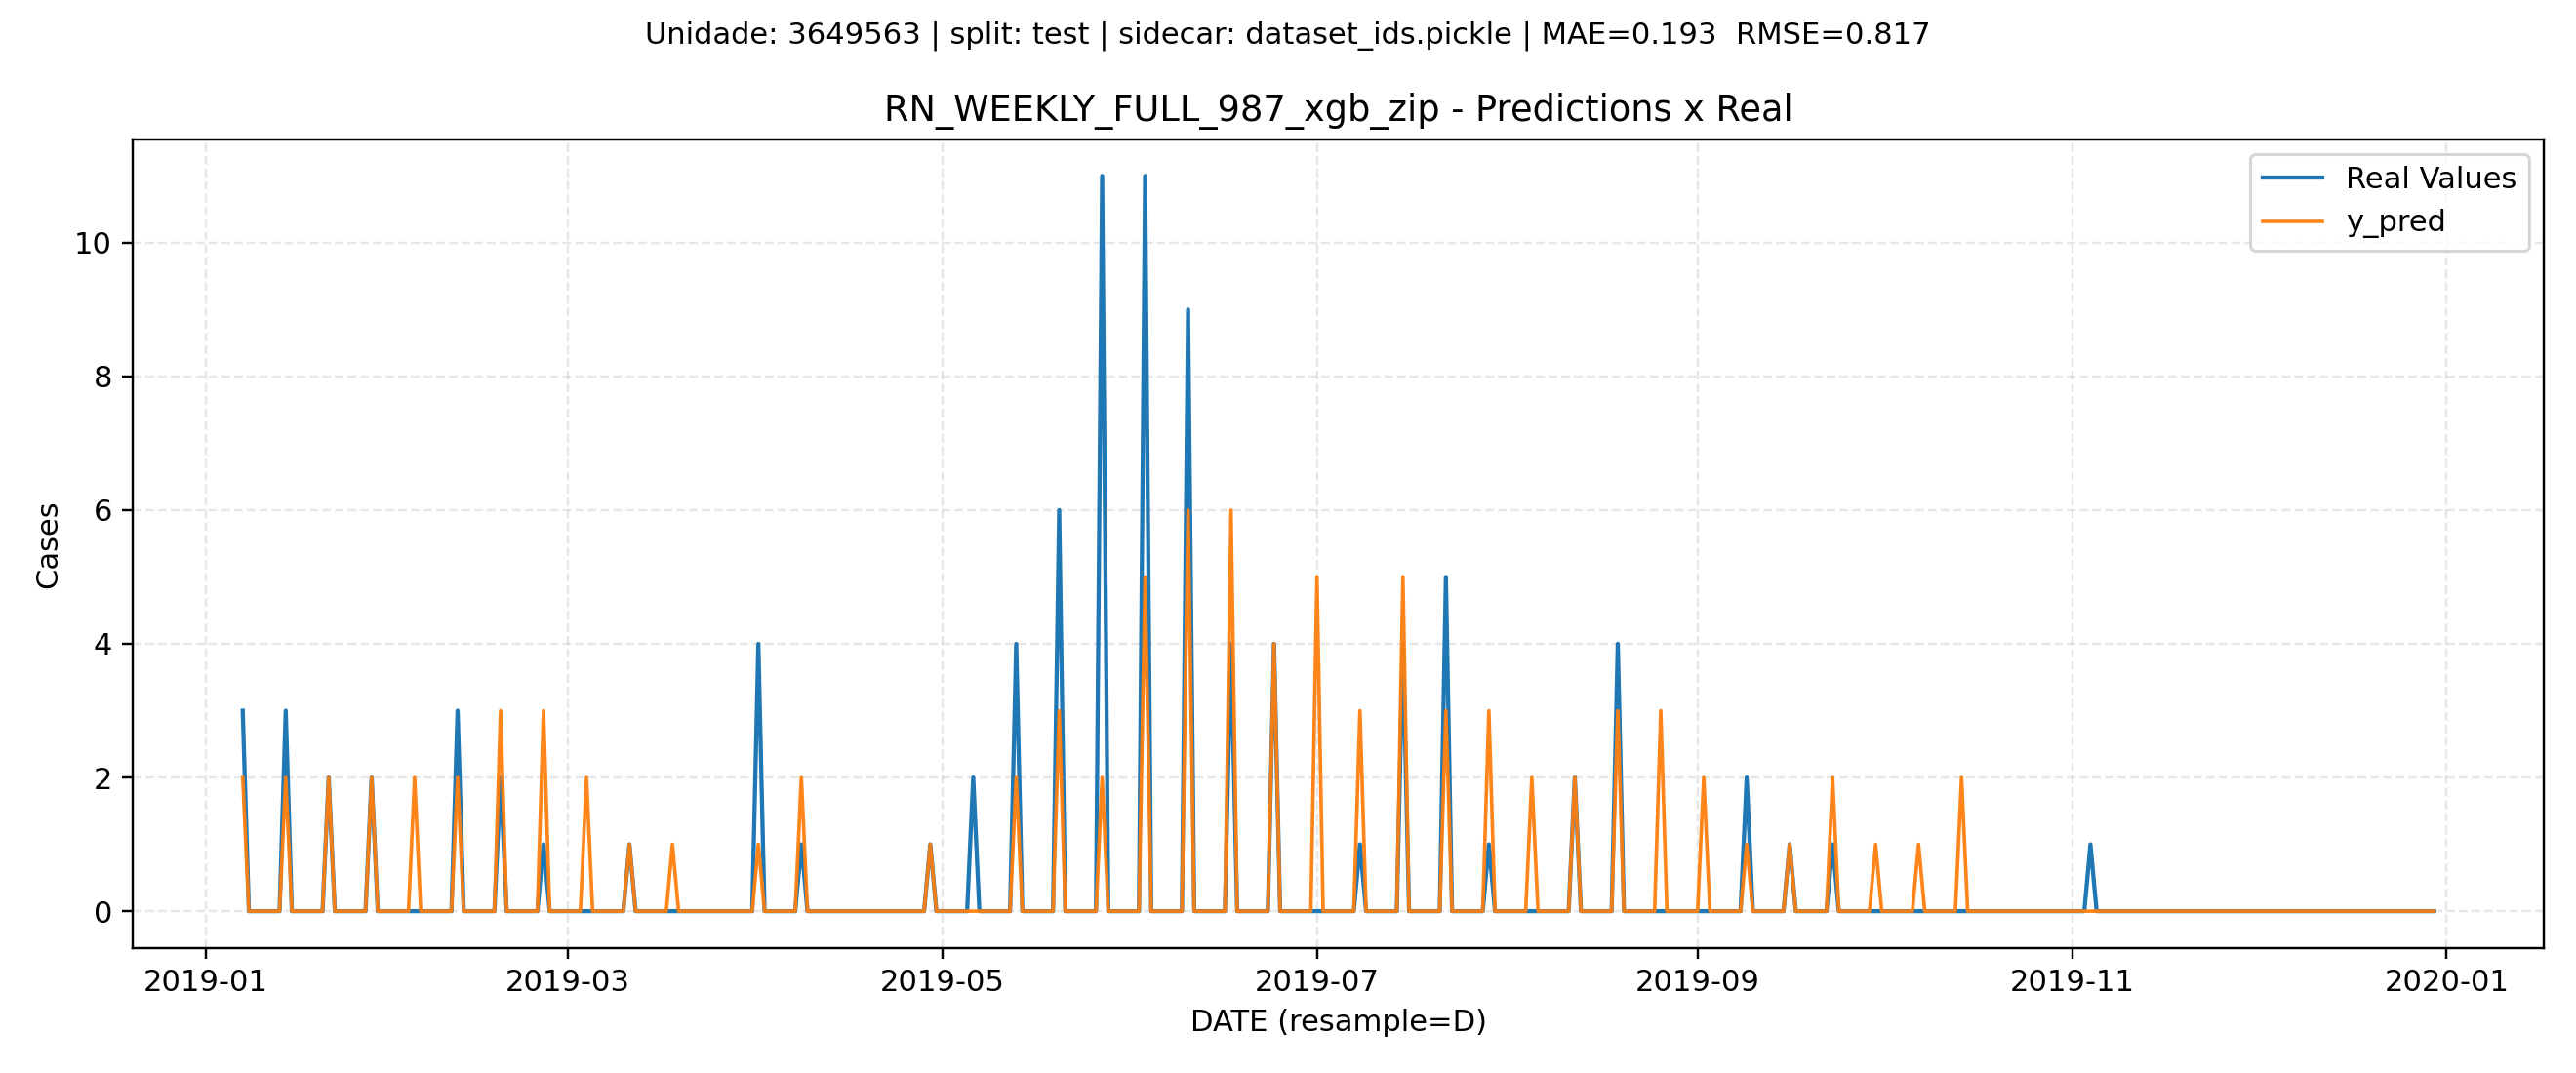 Unidade: 3649563 | split: test | sidecar: dataset_ids.pickle | MAE=0.193  RMSE=0.817
RN_WEEKLY_FULL_987_xgb_zip - Predictions x Real
Real Values
y_pred
10
8
6
4
2
0
Cases
2019-01 2019-03 2019-05 2019-07 2019-09 2019-11 2020-01
DATE (resample=D)